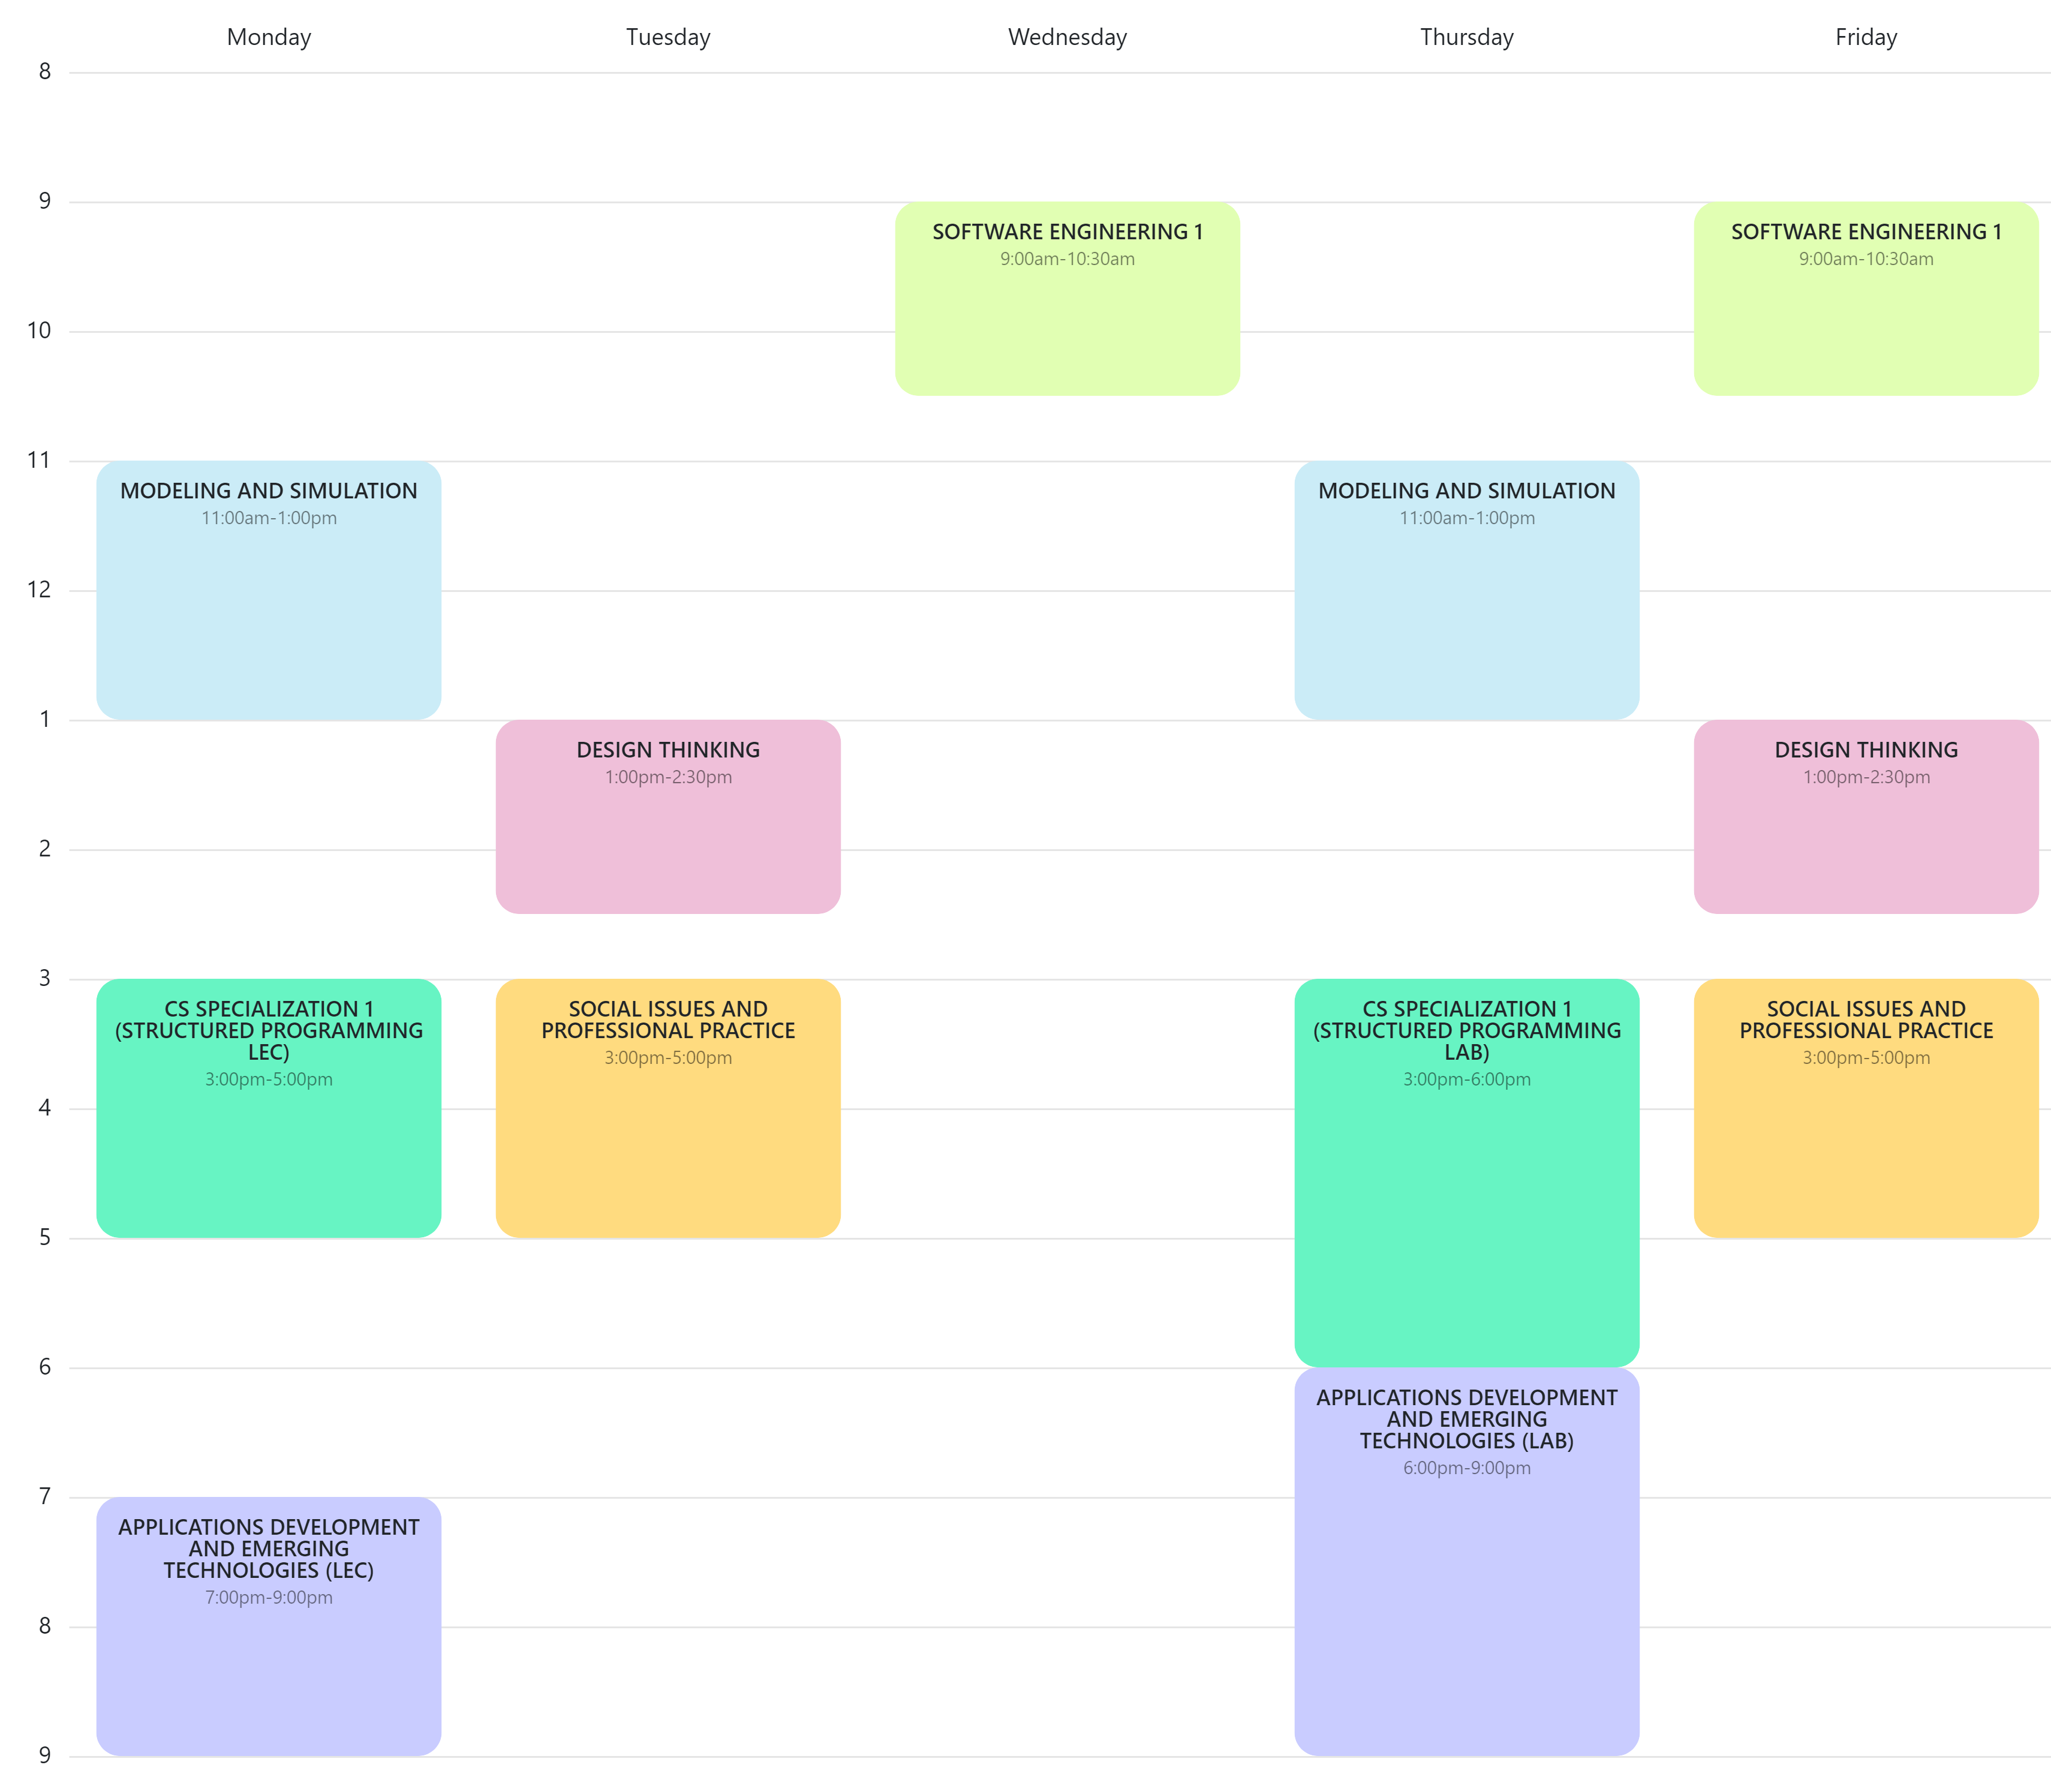 Monday Tuesday Wednesday Thursday Friday
8
9
SOFTWARE ENGINEERING 1
9:00am-10:30am
SOFTWARE ENGINEERING 1
9:00am-10:30am
10
11
MODELING AND SIMULATION
11:00am-1:00pm
MODELING AND SIMULATION
11:00am-1:00pm
12
1
DESIGN THINKING
1:00pm-2:30pm
DESIGN THINKING
1:00pm-2:30pm
2
3
CS SPECIALIZATION 1
(STRUCTURED PROGRAMMING
LEC)
3:00pm-5:00pm
SOCIAL ISSUES AND
PROFESSIONAL PRACTICE
3:00pm-5:00pm
CS SPECIALIZATION 1
(STRUCTURED PROGRAMMING
LAB)
3:00pm-6:00pm
SOCIAL ISSUES AND
PROFESSIONAL PRACTICE
3:00pm-5:00pm
4
5
6
APPLICATIONS DEVELOPMENT
AND EMERGING
TECHNOLOGIES (LAB)
6:00pm-9:00pm
7
APPLICATIONS DEVELOPMENT
AND EMERGING
TECHNOLOGIES (LEC)
7:00pm-9:00pm
8
9